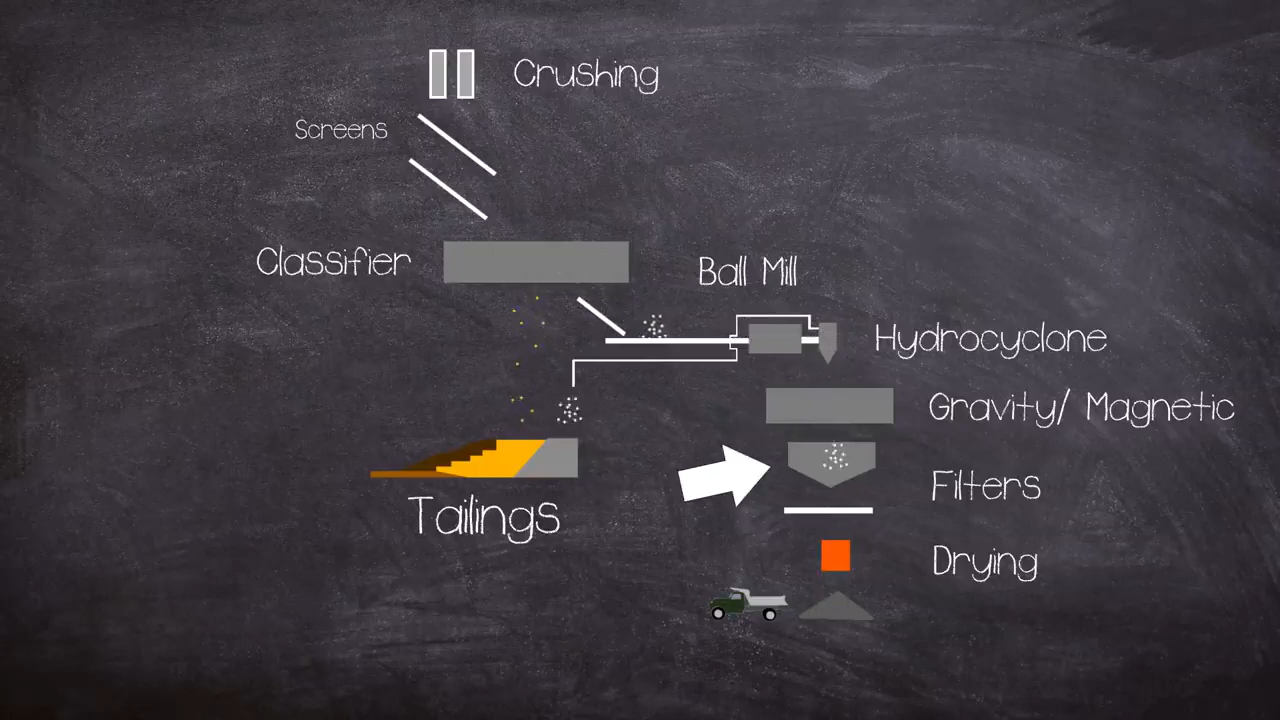 Crushing
Screens
Classifier
Ball Mill
Hydrocyclone
Gravity/ Magnetic
Filters
Tailings
Drying